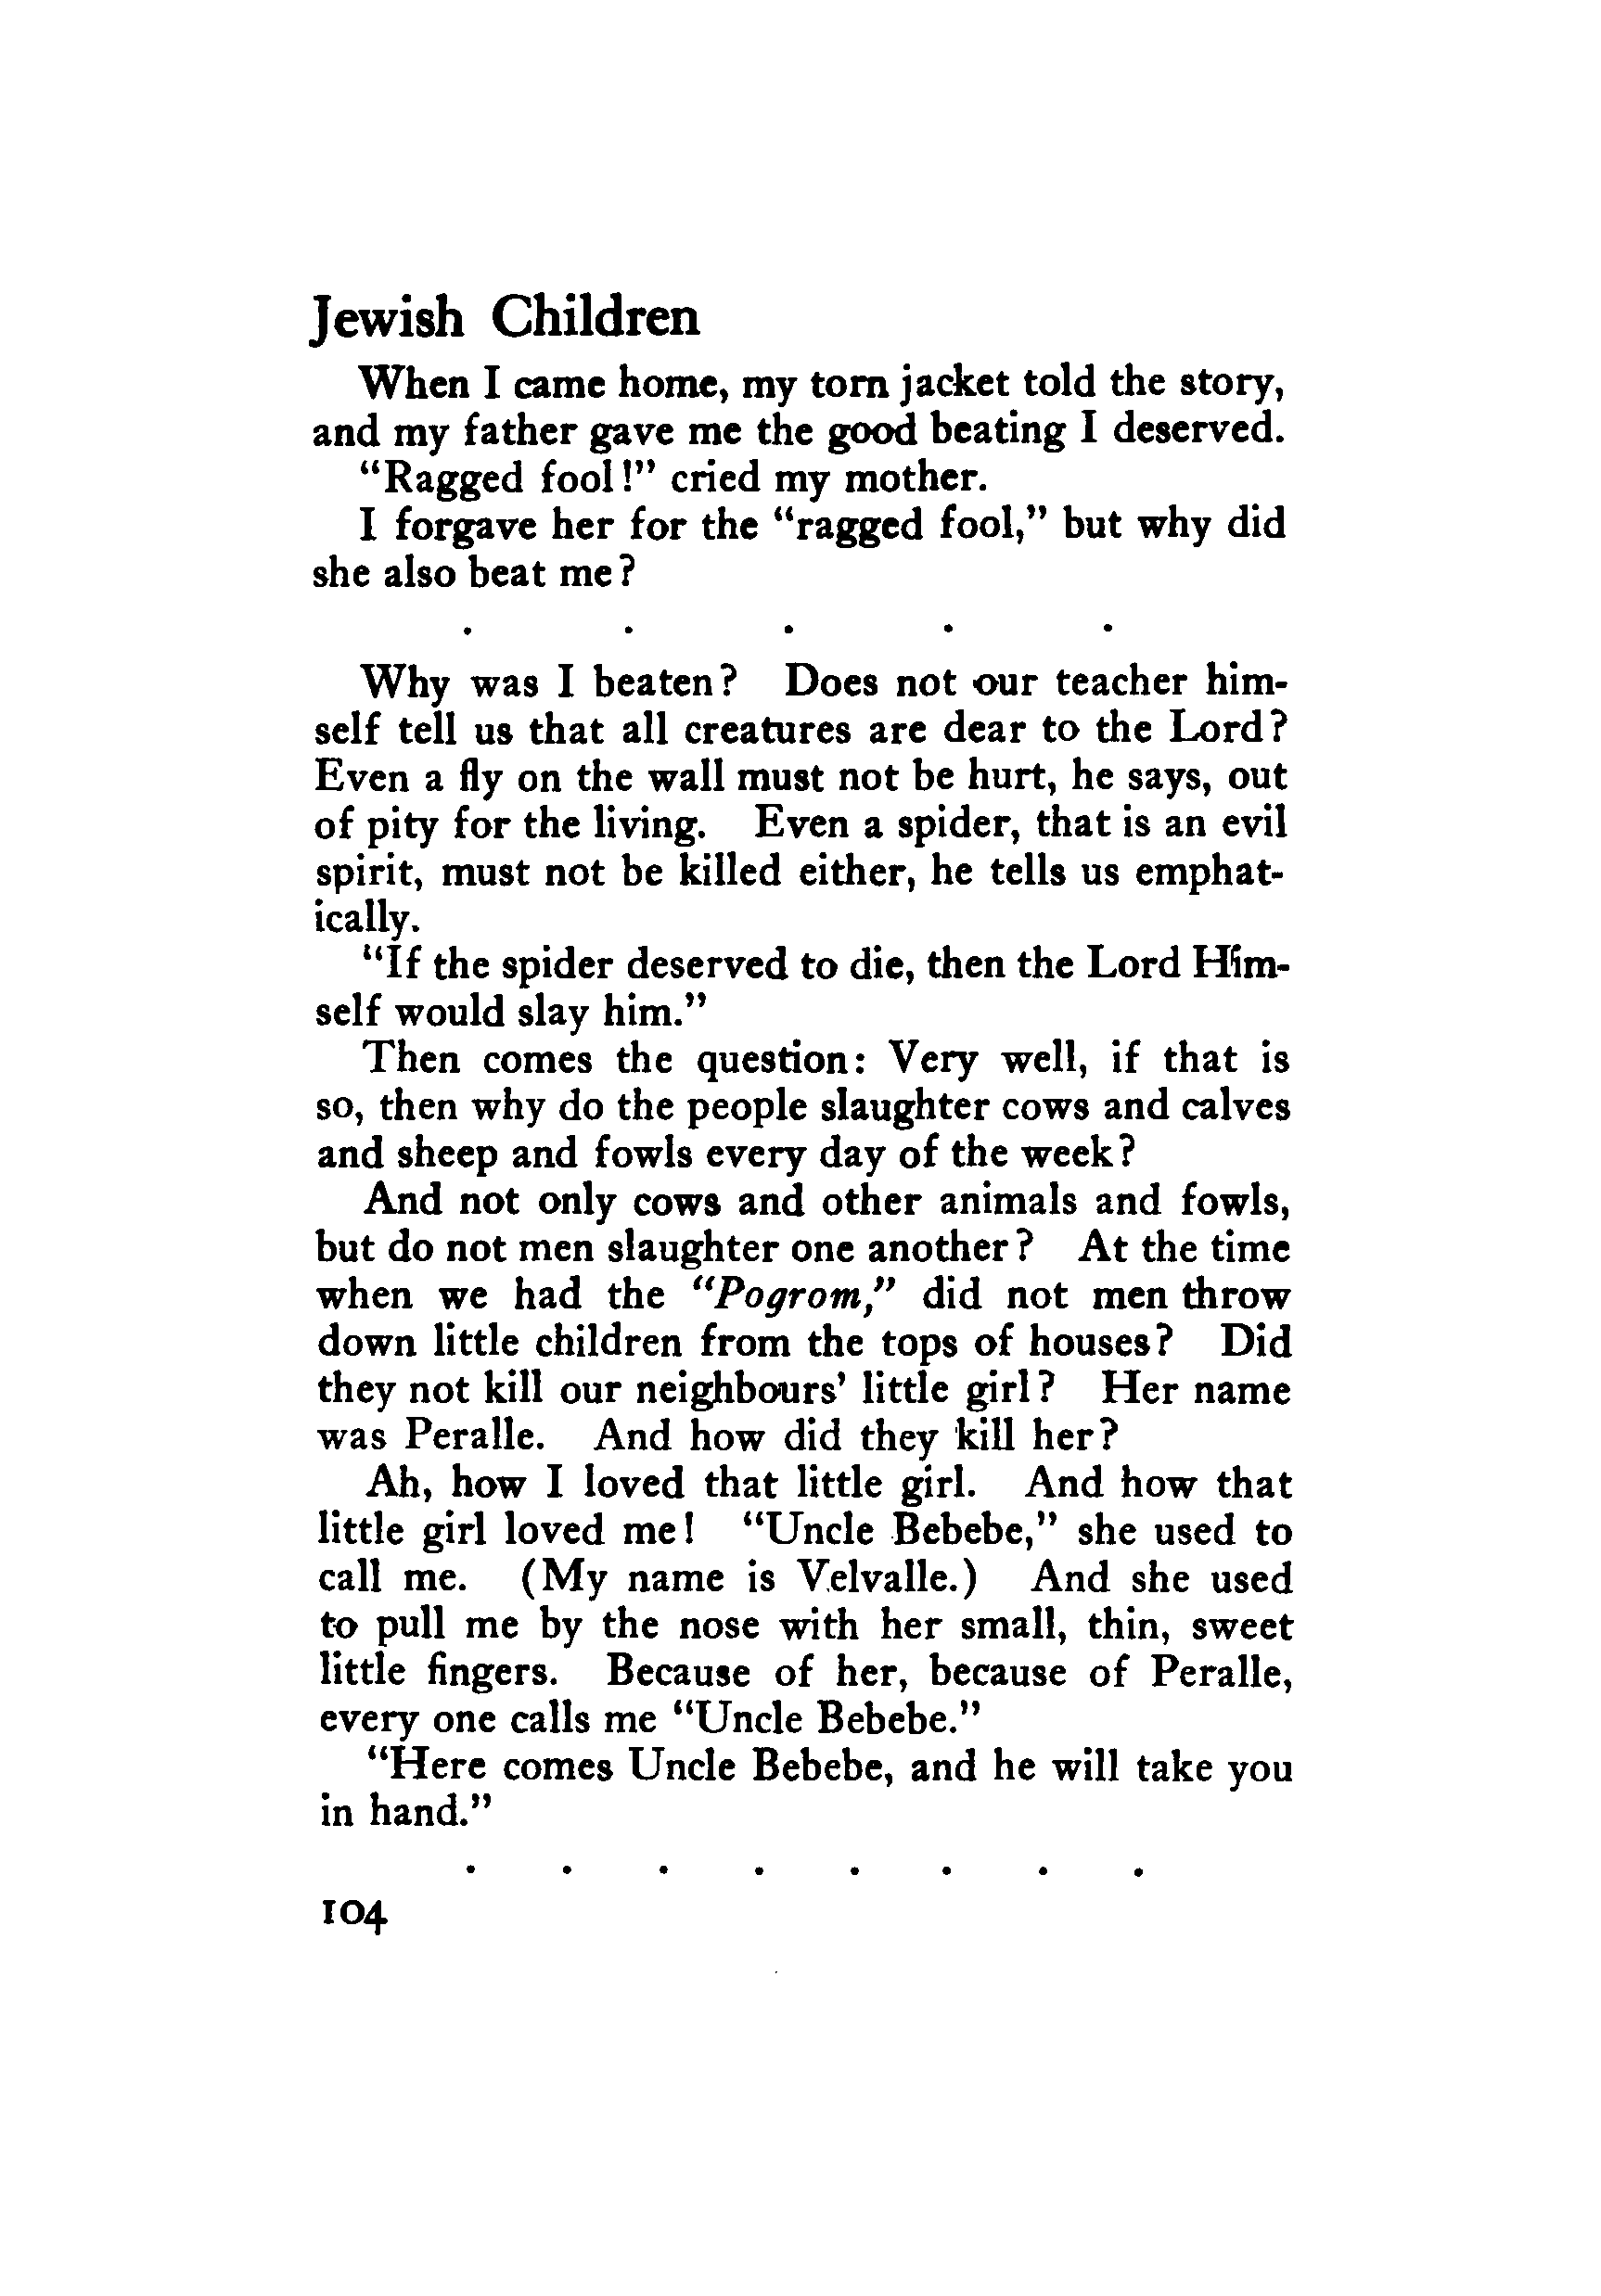 Jewish Children
When I came home, my torn jacket told the story,
and my father gave me the good beating I deserved.
"Ragged fool!" cried my mother.
I forgave her for the "ragged fool," but why did
she also beat me?
. . . . .
Why was I beaten? Does not our teacher him-
self tell us that all creatures are dear to the Lord?
Even a fly on the wall must not be hurt, he says, out
of pity for the living. Even a spider, that is an evil
spirit, must not be killed either, he tells us emphat-
ically.
"If the spider deserved to die, then the Lord Him-
self would slay him."
Then comes the question: Very well, if that is
so, then why do the people slaughter cows and calves
and sheep and fowls every day of the week?
And not only cows and other animals and fowls,
but do not men slaughter one another? At the time
when we had the "Pogrom," did not men throw
down little children from the tops of houses? Did
they not kill our neighbours' little girl? Her name
was Peralle. And how did they kill her?
Ah, how I loved that little girl. And how that
little girl loved me! "Uncle Bebebe," she used to
call me. (My name is Velvalle.) And she used
to pull me by the nose with her small, thin, sweet
little fingers. Because of her, because of Peralle,
every one calls me "Uncle Bebebe."
"Here comes Uncle Bebebe, and he will take you
in hand."
. . . . . . . .
104